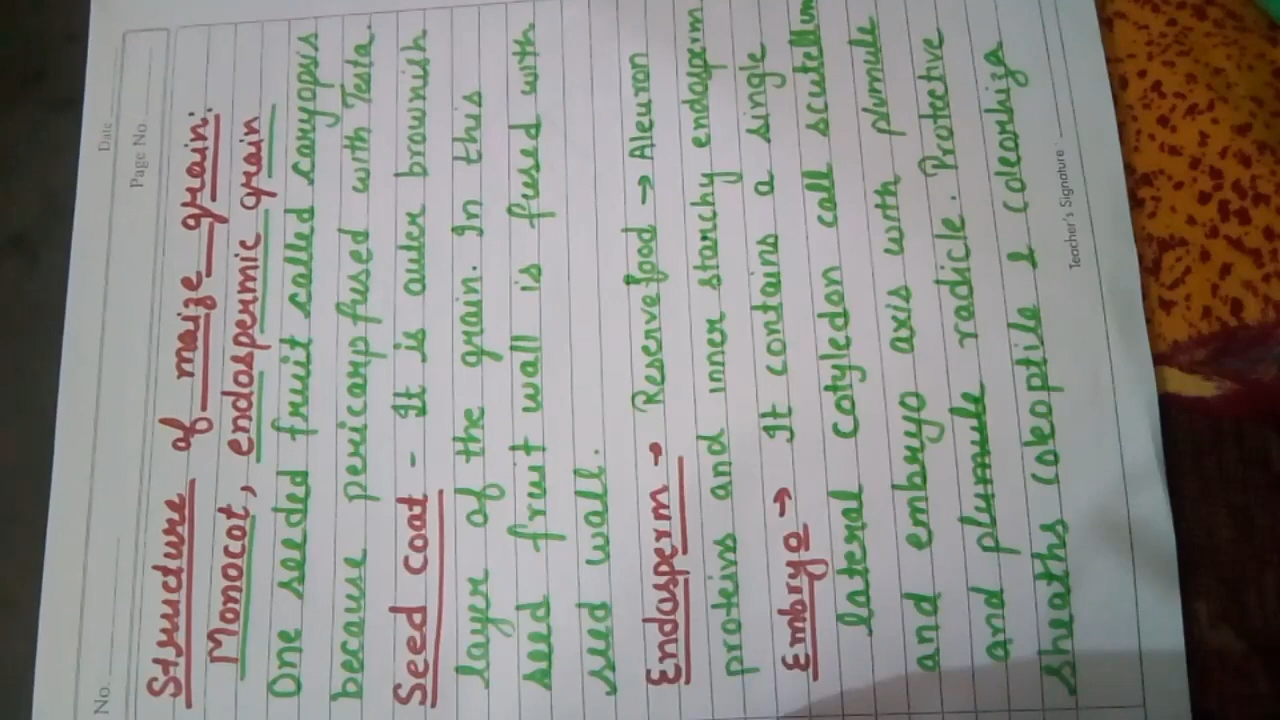 No.
Date
Page No.
Structure of maize grain:
Monocot, endospermic grain
One seeded fruit called caryopsis
because pericarp fused with Testa.
Seed coat - It is outer brownish
layer of the grain. In this
seed fruit wall is fused with
seed wall.
Endosperm → Reserve food → Aleuron
proteins and inner starchy endosperm.
Embryo → It contains a single
lateral cotyledon call scutellum
and embryo axis with plumule
and plumule radicle. Protective
sheaths coleoptile & coleorhiza
Teacher's Signature :